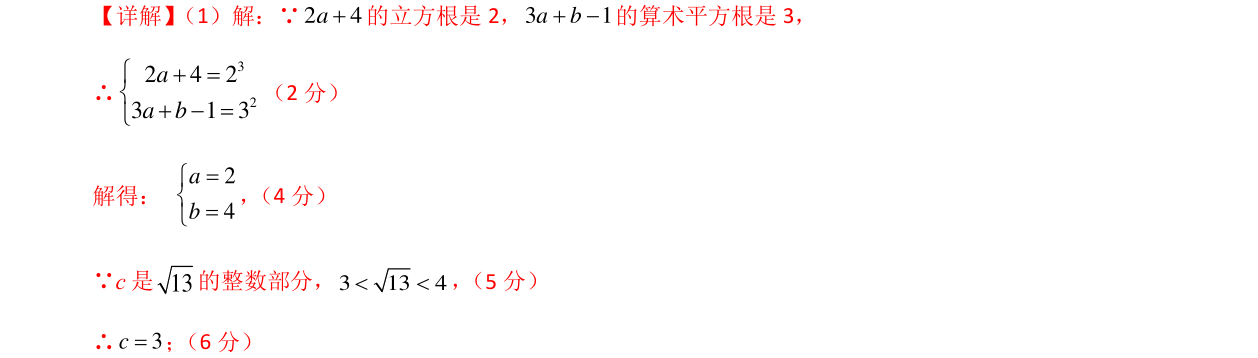 【详解】（1）解：∵ 2a+4的立方根是 2，3a+b−1的算术平方根是 3，
∴ { 2a+4=2³
3a+b−1=3² （2 分）
解得： { a=2
b=4 ，（4 分）
∵c 是√13 的整数部分，3<√13<4，（5 分）
∴ c=3；（6 分）